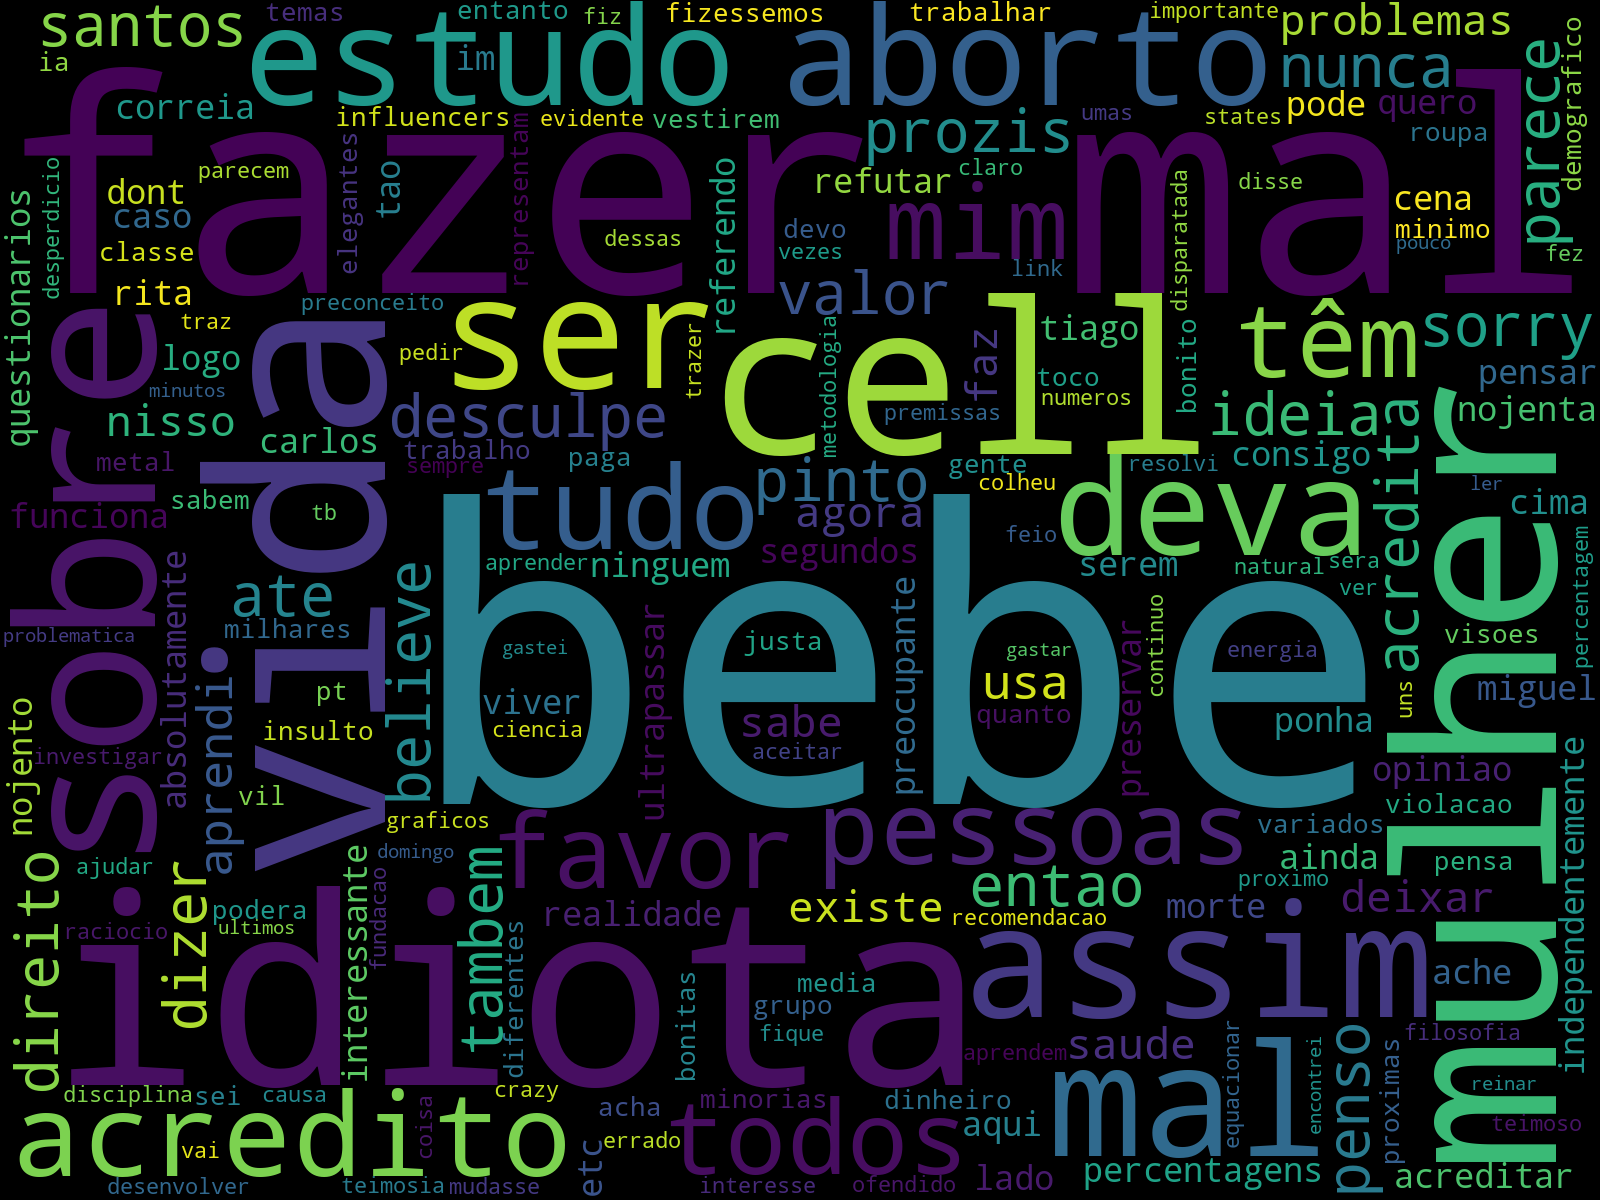 santos
temas
entanto
fiz
fizessemos
trabalhar
importante
problemas
ia
estudo
im
aborto
nunca
parece
demografico
correia
influencers
evidente
vestirem
prozis
umas
states
pode
quero
roupa
fazer mal
desperdicio
parecem
elegantes
tao
representam
refutar
claro
disparatada
disse
dont
cena
caso
dessas
referendo
mim
devo
minimo
classe
vezes
pouco
fez
questionarios
rita
preconceito
link
valor
traz
ser
cell
têm
sorry
logo
pedir
trazer
metodologia
faz
tiago
bonito
minutos
toco
pensar
sobre
vida
nisso
desculpe
premissas
numeros
ideia
nojenta
carlos
trabalho
metal
sempre
paga
tudo
pinto
gente
resolvi
consigo
acredita
mulher
sabem
colheu
deva
ler
cima
funciona
tb
agora
feio
segundos
absolutamente
aprender
ninguem
serem
natural
sera
ver
percentagem
ate
believe
bebe
problematica
milhares
gastei
justa
preocupante
continuo
gastar
energia
visoes
ultrapassar
preservar
aprendi
pt
viver
usa
uns
miguel
insulto
ciencia
sabe
quanto
ponha
nojento
investigar
aceitar
opiniao
independentemente
vil
graficos
violacao
favor
pessoas
variados
direito
ajudar
dizer
interessante
domingo
fundacao
tambem
ainda
pensa
proximo
entao
podera
existe
recomendacao
morte
deixar
raciocio
ultimos
realidade
idiota
diferentes
assim
ache
bonitas
media
grupo
fique
filosofia
aprendem
saude
equacionar
encontrei
penso
proximas
mal
reinar
disciplina
sei
causa
crazy
acha
minorias
dinheiro
teimoso
acredito
coisa
todos
aqui
vai
errado
etc
percentagens
acreditar
desenvolver
teimosia
mudasse
interesse
ofendido
lado